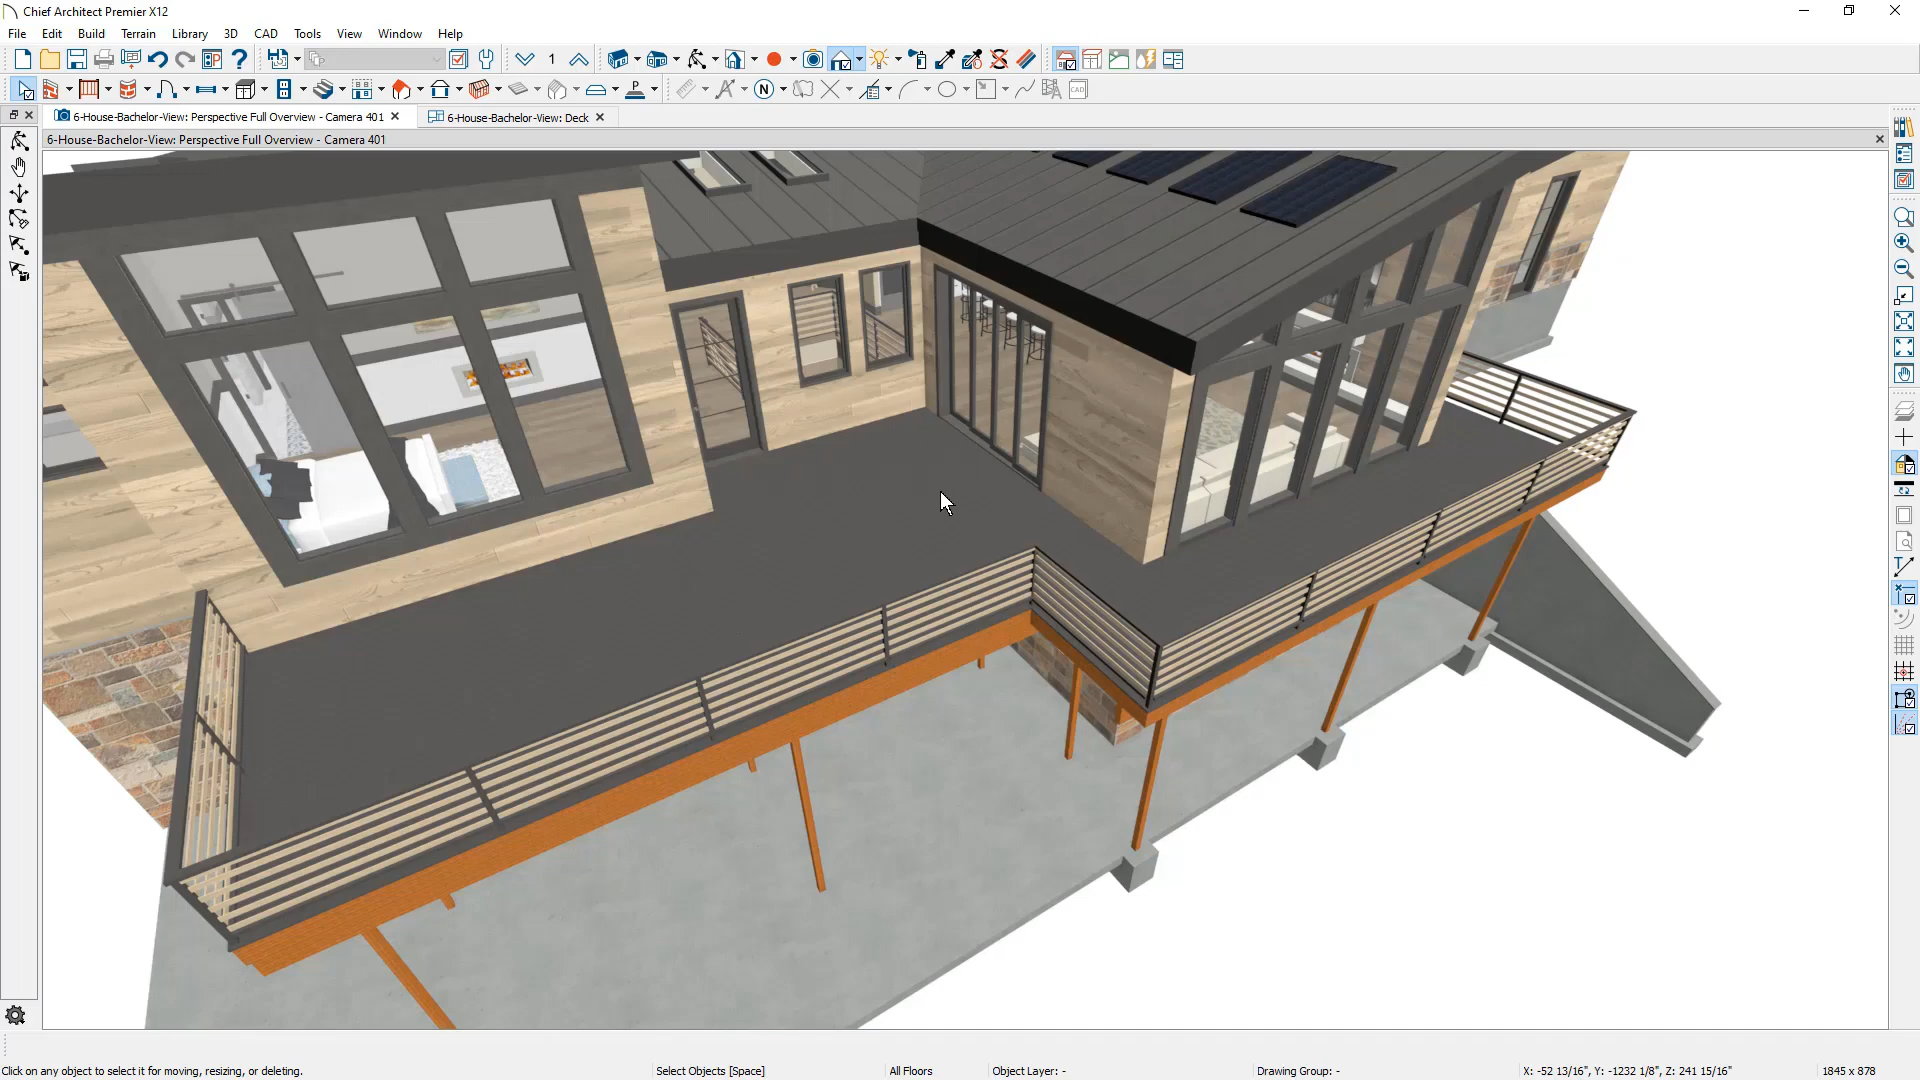 Chief Architect Premier X12
File Edit Build Terrain Library 3D CAD Tools View Window Help
1
6-House-Bachelor-View: Perspective Full Overview - Camera 401
6-House-Bachelor-View: Deck
6-House-Bachelor-View: Perspective Full Overview - Camera 401
Click on any object to select it for moving, resizing, or deleting.
Select Objects [Space]
All Floors
Object Layer: -
Drawing Group: -
X: -52 13/16", Y: -1232 1/8", Z: 241 15/16"
1845 x 878